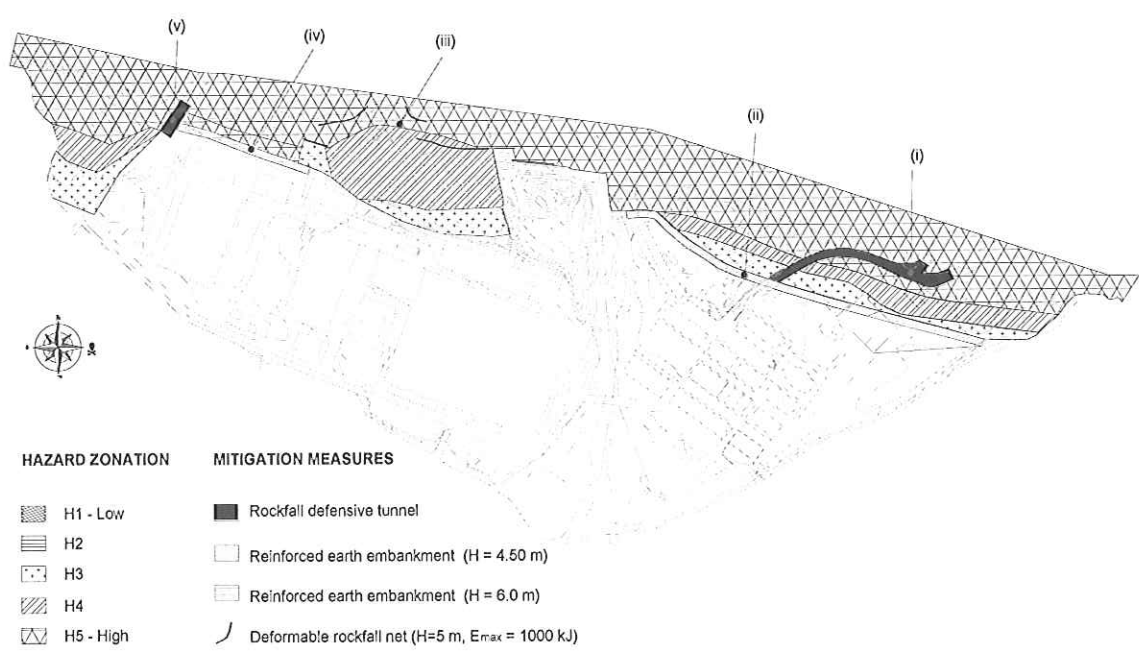 (v)
(iv)
(iii)
(ii)
(i)
HAZARD ZONATION
H1 - Low
H2
H3
H4
H5 - High
MITIGATION MEASURES
Rockfall defensive tunnel
Reinforced earth embankment (H = 4.50 m)
Reinforced earth embankment (H = 6.0 m)
Deformable rockfall net (H=5 m, Emax = 1000 kJ)